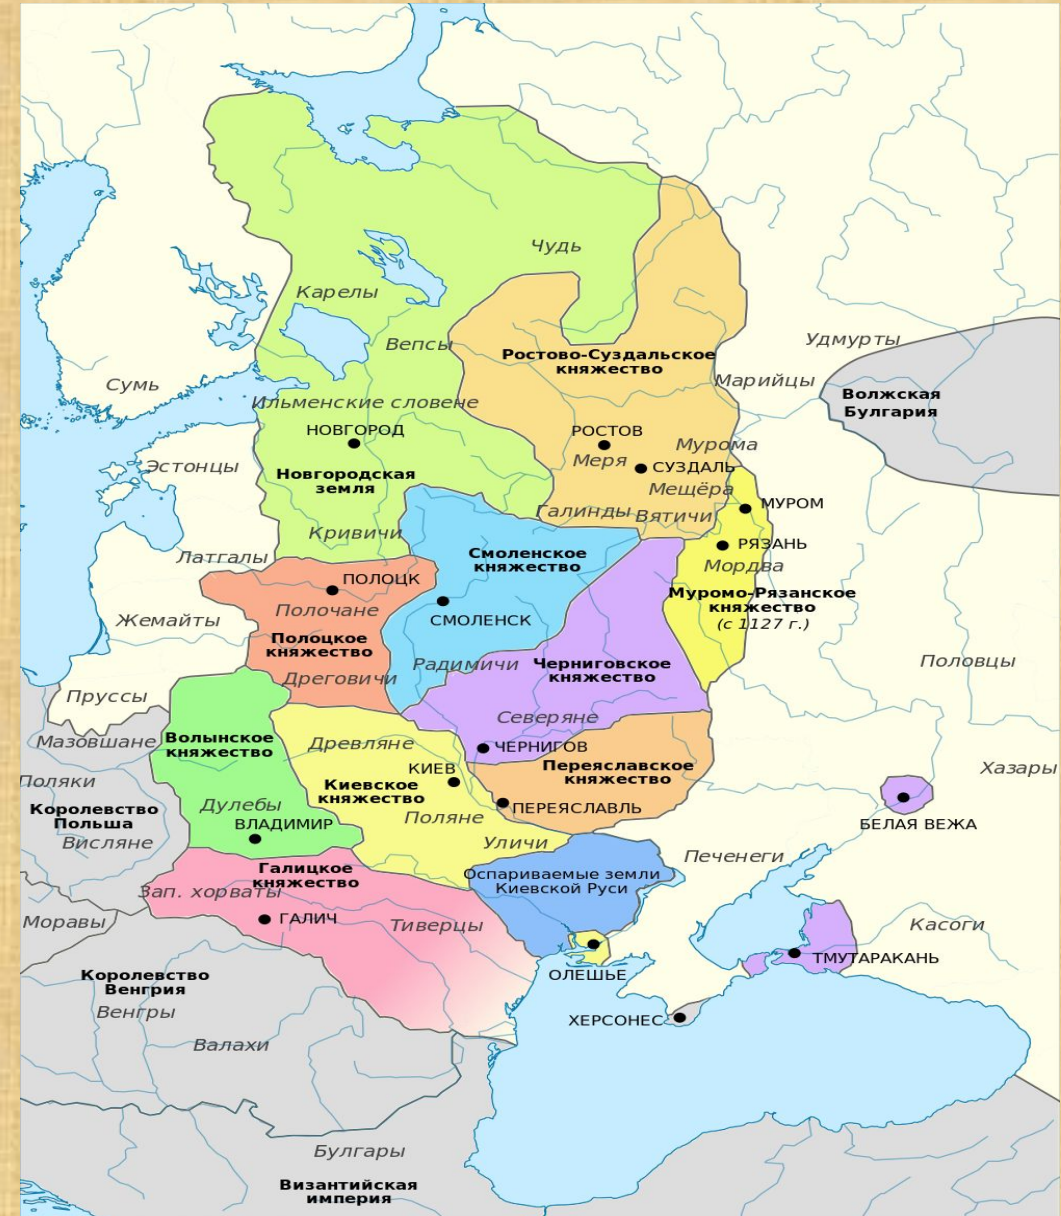 Чудь
Карелы
Вепсы
Удмурты
Ростово-Суздальское
княжество
Марийцы
Сумь
Волжская
Булгария
Ильменские словене
НОВГОРОД
РОСТОВ
Мурома
Меря
СУЗДАЛЬ
Эстонцы
Новгородская
земля
Мещёра
МУРОМ
Галинды
Вятичи
Кривичи
РЯЗАНЬ
Латгалы
Смоленское
княжество
Мордва
ПОЛОЦК
Муромо-Рязанское
княжество
(с 1127 г.)
Полочане
СМОЛЕНСК
Жемайты
Полоцкое
княжество
Радимичи
Черниговское
княжество
Половцы
Дреговичи
Пруссы
Северяне
Мазовшане
Волынское
княжество
Древляне
ЧЕРНИГОВ
КИЕВ
Переяславское
княжество
Хазары
Поляки
Киевское
княжество
Королевство
Польша
Дулебы
ПЕРЕЯСЛАВЛЬ
Поляне
ВЛАДИМИР
БЕЛАЯ ВЕЖА
Висляне
Уличи
Печенеги
Галицкое
княжество
Оспариваемые земли
Киевской Руси
Зап. хорваты
Моравы
ГАЛИЧ
Тиверцы
Касоги
ТМУТАРАКАНЬ
ОЛЕШЬЕ
Королевство
Венгрия
Венгры
ХЕРСОНЕС
Валахи
Булгары
Византийская
империя